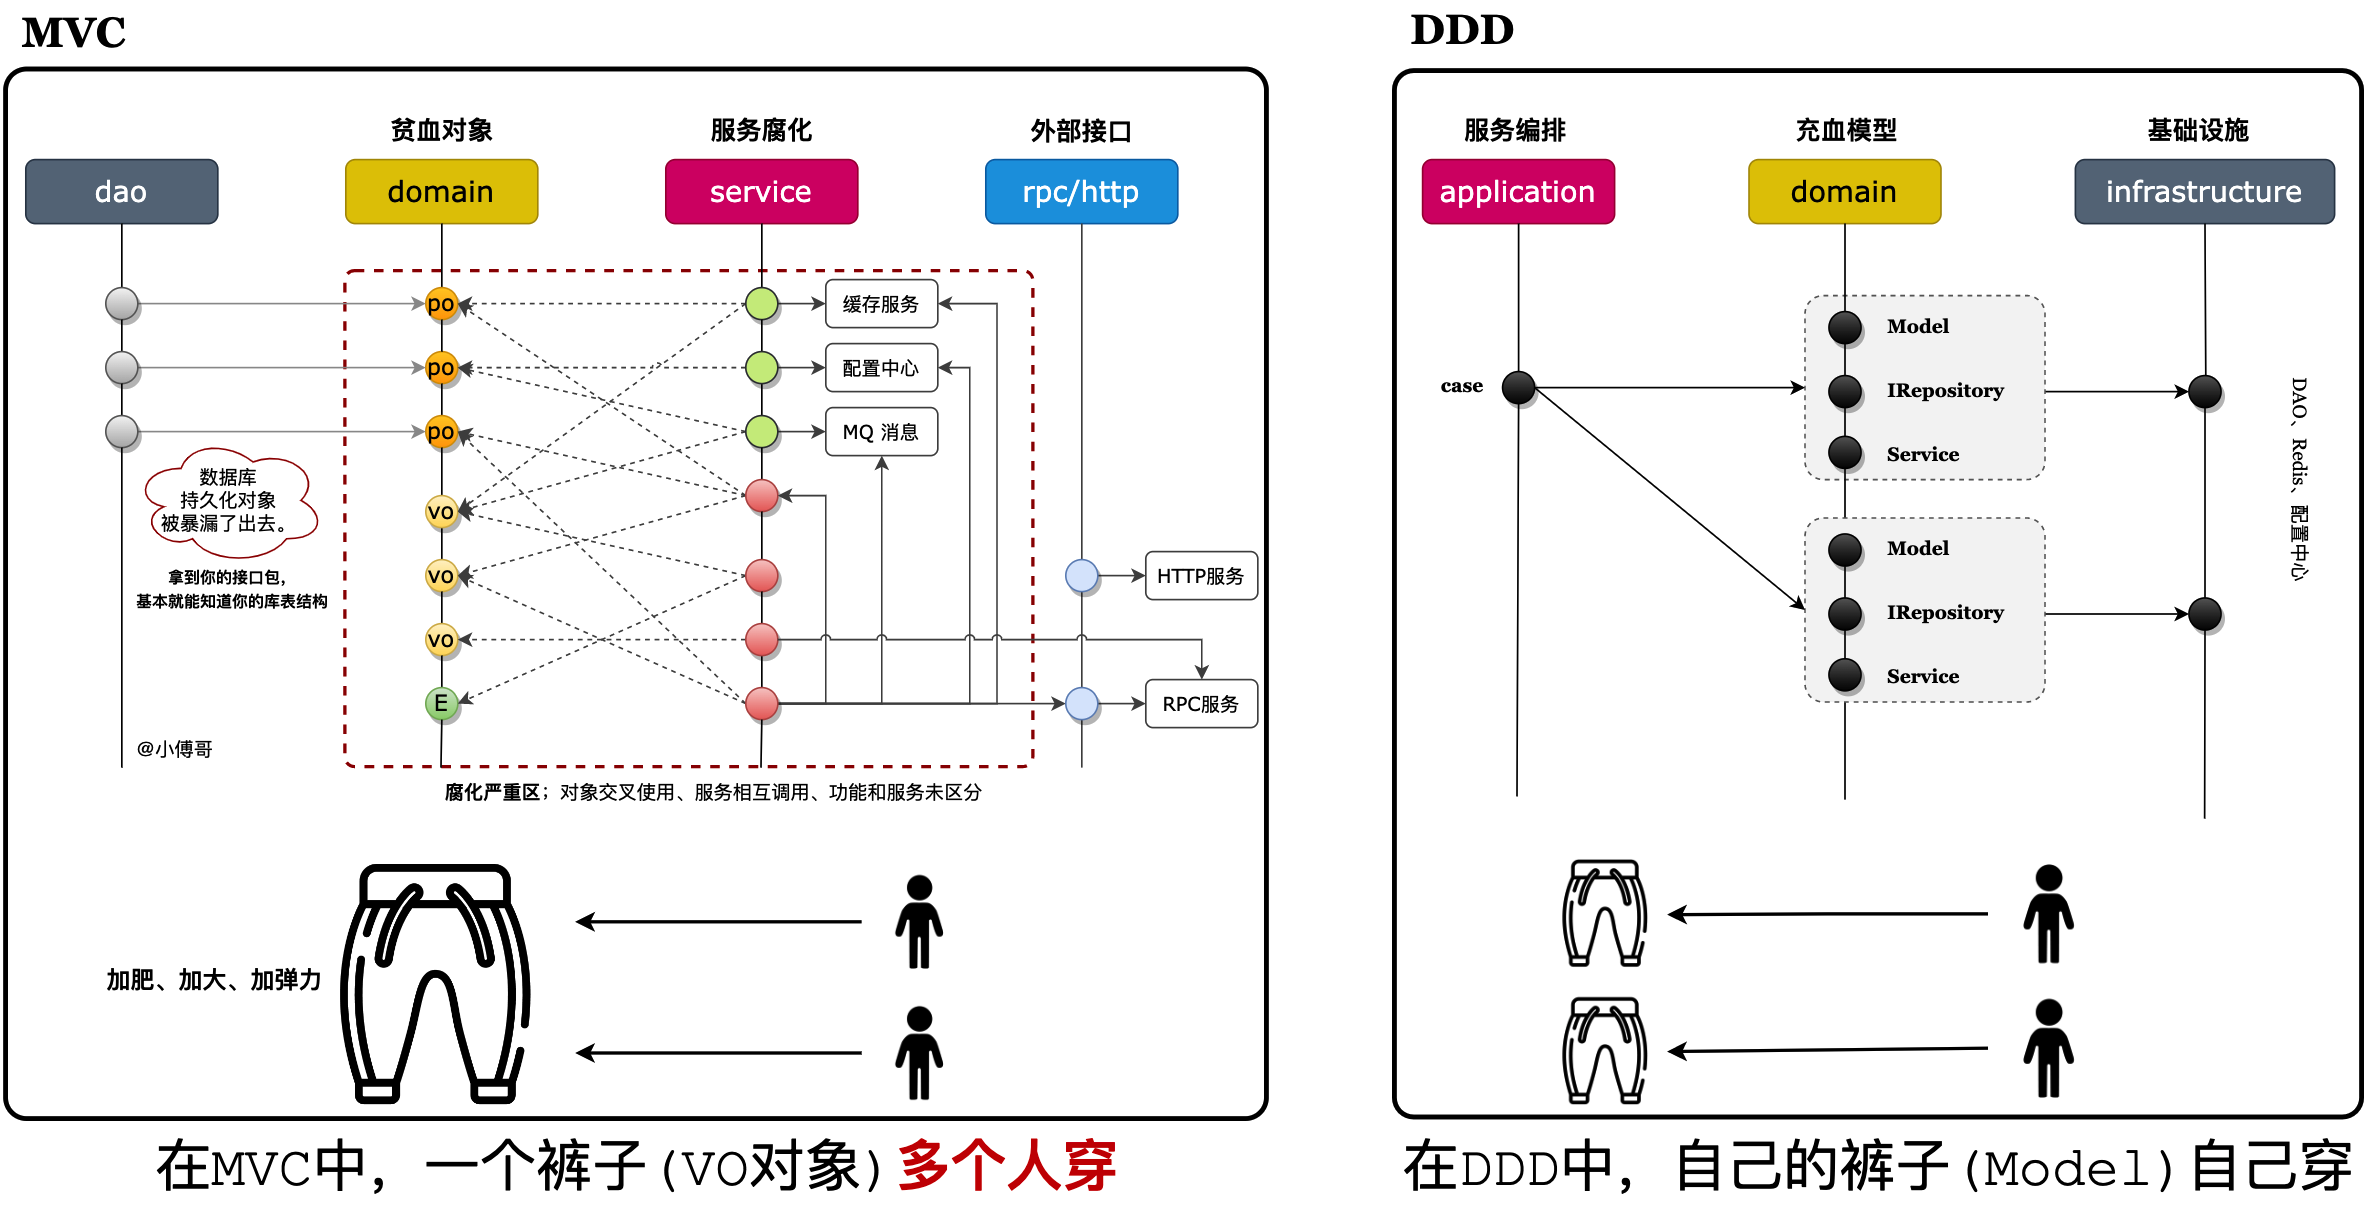 MVC
贫血对象
服务腐化
外部接口
dao
domain
service
rpc/http
po
缓存服务
po
配置中心
po
MQ 消息
数据库
持久化对象
被暴漏了出去。
vo
拿到你的接口包，
基本就能知道你的库表结构
vo
HTTP服务
vo
E
RPC服务
@小傅哥
腐化严重区；对象交叉使用、服务相互调用、功能和服务未区分
加肥、加大、加弹力
在MVC中，一个裤子(VO对象)多个人穿
DDD
服务编排
充血模型
基础设施
application
domain
infrastructure
case
Model
IRepository
Service
Model
IRepository
Service
DAO、Redis、配置中心
在DDD中，自己的裤子(Model)自己穿